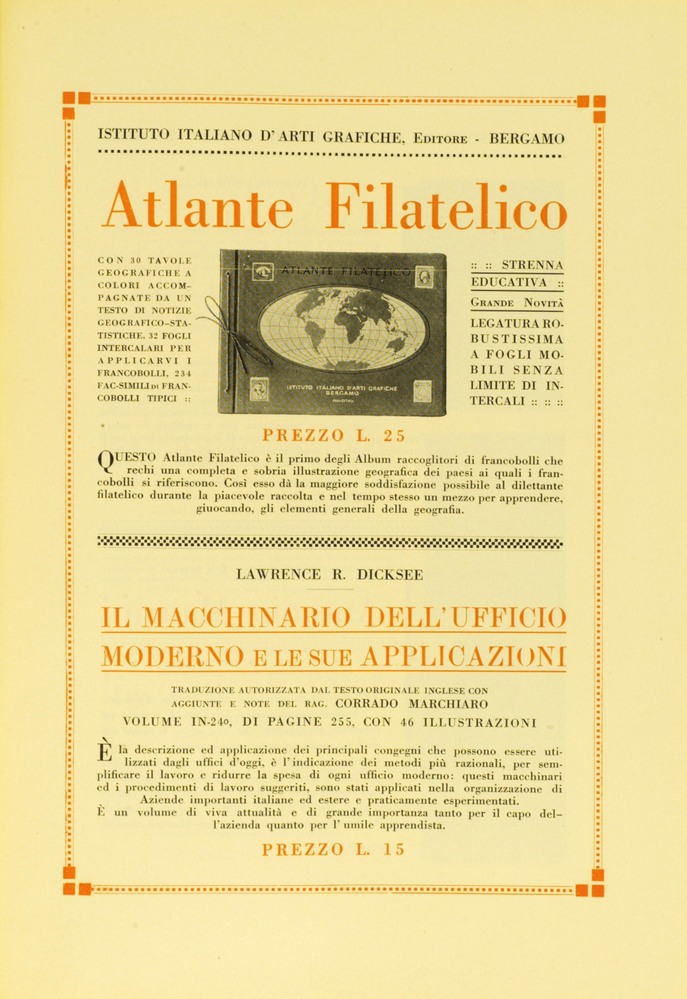 ISTITUTO ITALIANO D'ARTI GRAFICHE, EDITORE - BERGAMO
Atlante Filatelico
CON 30 TAVOLE
GEOGRAFICHE A
COLORI ACCOM-
PAGNATE DA UN
TESTO DI NOTIZIE
GEOGRAFICO-STA-
TISTICHE. 32 FOGLI
INTERCALARI PER
APPLICARVI I
FRANCOBOLLI, 234
FAC-SIMILI DI FRAN-
COBOLLI TIPICI ::
ATLANTE FILATELICO
ISTITUTO ITALIANO D'ARTI GRAFICHE
BERGAMO
:: :: STRENNA
EDUCATIVA ::
GRANDE NOVITÀ
LEGATURA RO-
BUSTISSIMA
A FOGLI MO-
BILI SENZA
LIMITE DI IN-
TERCALI :: :: ::
PREZZO L. 25
QUESTO Atlante Filatelico è il primo degli Album raccoglitori di francobolli che
rechi una completa e sobria illustrazione geografica dei paesi ai quali i fran-
cobolli si riferiscono. Così esso dà la maggiore soddisfazione possibile al dilettante
filatelico durante la piacevole raccolta e nel tempo stesso un mezzo per apprendere,
giuocando, gli elementi generali della geografia.
LAWRENCE R. DICKSEE
IL MACCHINARIO DELL'UFFICIO
MODERNO E LE SUE APPLICAZIONI
TRADUZIONE AUTORIZZATA DAL TESTO ORIGINALE INGLESE CON
AGGIUNTE E NOTE DEL RAG. CORRADO MARCHIARO
VOLUME IN-24º, DI PAGINE 255, CON 46 ILLUSTRAZIONI
È la descrizione ed applicazione dei principali congegni che possono essere uti-
lizzati dagli uffici d'oggi, è l'indicazione dei metodi più razionali, per sem-
plificare il lavoro e ridurre la spesa di ogni ufficio moderno: questi macchinari
ed i procedimenti di lavoro suggeriti, sono stati applicati nella organizzazione di
Aziende importanti italiane ed estere e praticamente esperimentati.
È un volume di viva attualità e di grande importanza tanto per il capo del-
l'azienda quanto per l'umile apprendista.
PREZZO L. 15